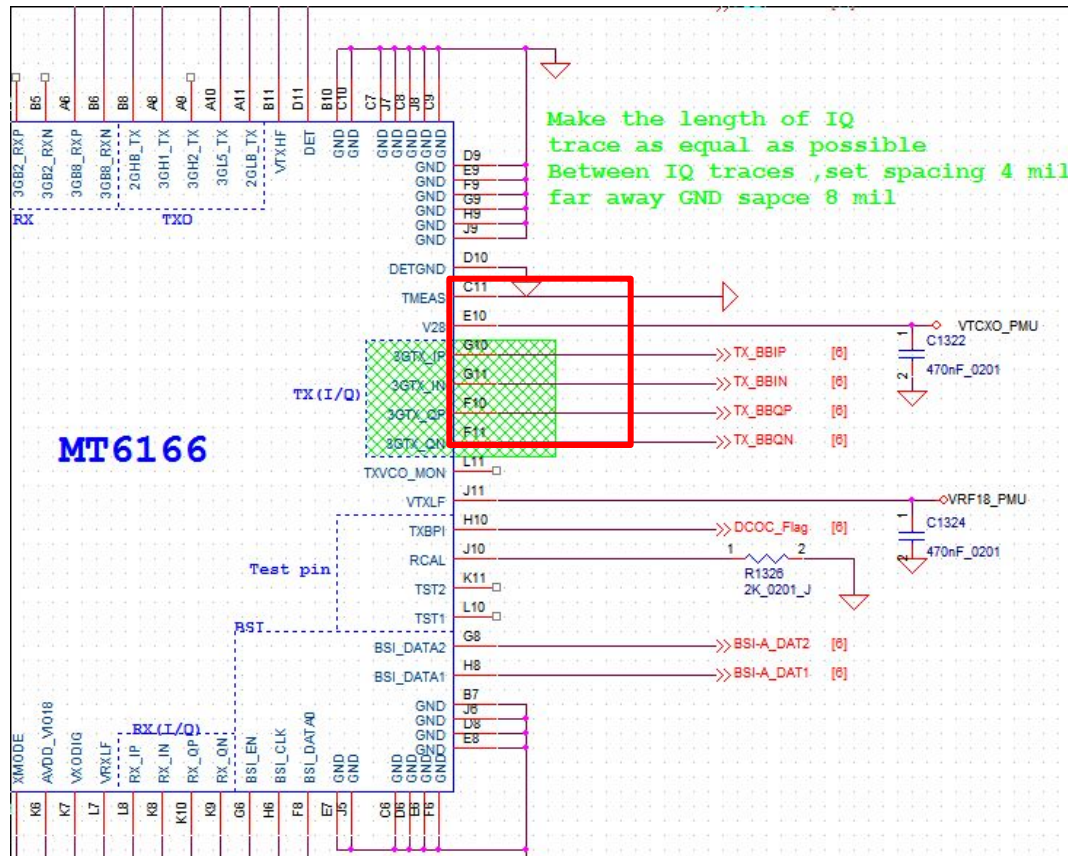 B5
A6
B6
B8
A8
A9
A10
A11
B11
D11
B10
C10
C7
J7
C8
J8
C9
3GB2_RXP
3GB2_RXN
3GB8_RXP
3GB8_RXN
2GHB_TX
3GH1_TX
3GH2_TX
3GL5_TX
2GLB_TX
VTXHF
DET
GND
GND
GND
GND
GND
GND
GND
RX
TXO
Make the length of IQ
trace as equal as possible
Between IQ traces ,set spacing 4 mil
far away GND sapce 8 mil
GND D9
GND E9
GND F9
GND G9
GND H9
GND J9
DETGND D10
TMEAS C11
V28 E10
VTCXO_PMU
1
C1322
2
470nF_0201
TX(I/Q)
3GTX_IP G10 TX_BBIP [6]
3GTX_IN G11 TX_BBIN [6]
3GTX_QP F10 TX_BBQP [6]
3GTX_QN F11 TX_BBQN [6]
MT6166
TXVCO_MON L11
VTXLF J11
VRF18_PMU
1
C1324
2
470nF_0201
TXBPI H10 DCOC_Flag [6]
RCAL J10 1 2
R1326
2K_0201_J
Test pin
TST2 K11
TST1 L10
BSI
BSI_DATA2 G8 BSI-A_DAT2 [6]
BSI_DATA1 H8 BSI-A_DAT1 [6]
GND B7
GND J6
GND D8
GND E8
RX(I/Q)
XMODE
AVDD_VIO18
VXODIG
VRXLF
RX_IP
RX_IN
RX_QP
RX_QN
BSI_EN
BSI_CLK
BSI_DATA0
GND
GND
GND
GND
GND
GND
K6
K7
L7
L8
K8
K10
K9
G6
H6
F8
E7
J5
C6
D6
E6
F6